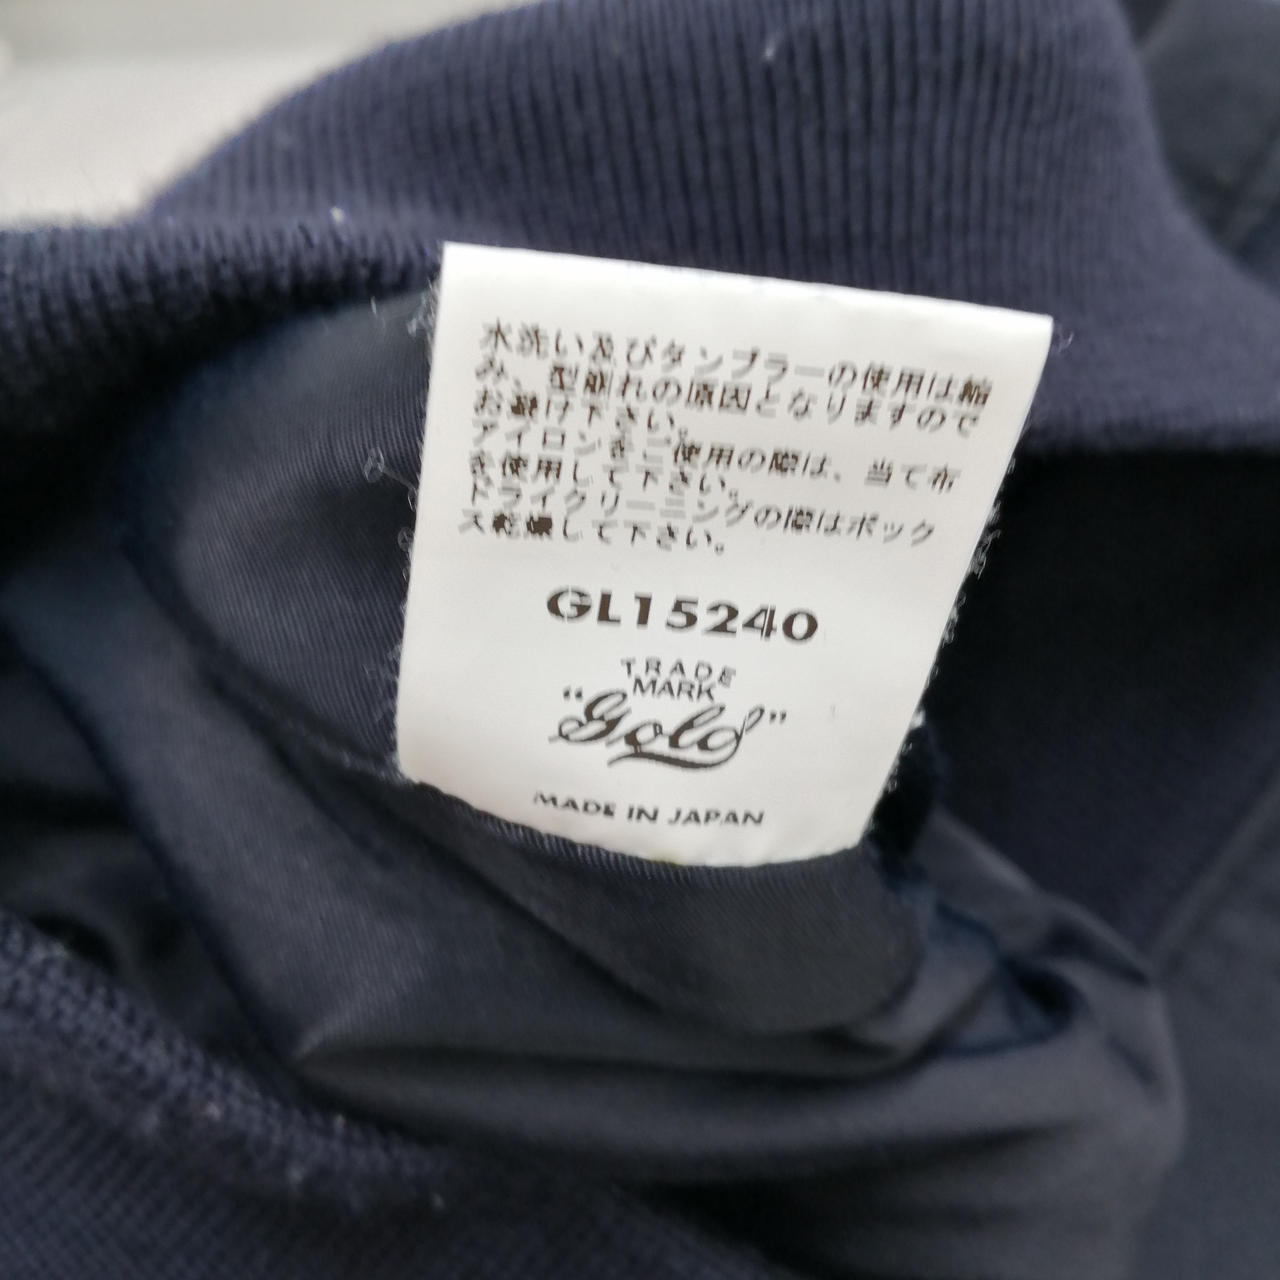 水洗い及びタンブラーの使用は縮
み、型崩れの原因となりますので
お避け下さい。
アイロンをご使用の際は、当て布
を使用して下さい。
ドライクリーニングの際はボック
ス乾燥して下さい。
GL15240
TRADE
MARK
“Gold”
MADE IN JAPAN